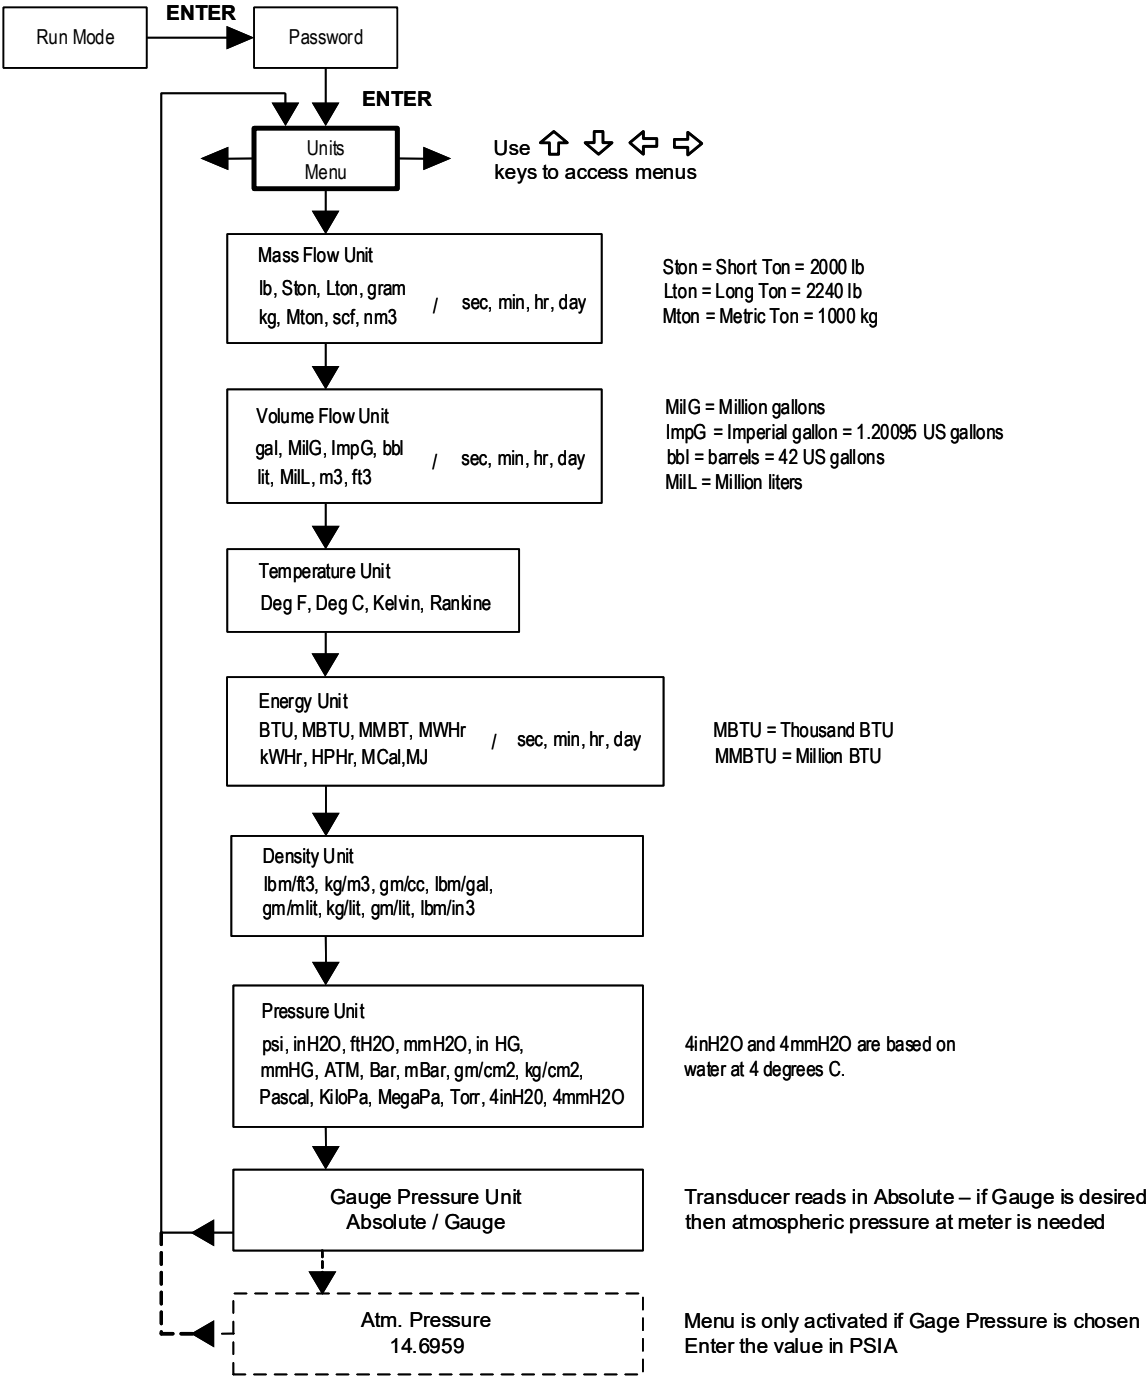 ENTER
Run Mode
Password
ENTER
Units
Menu
Use
keys to access menus
Mass Flow Unit
lb, Ston, Lton, gram
kg, Mton, scf, nm3
/
sec, min, hr, day
Ston = Short Ton = 2000 lb
Lton = Long Ton = 2240 lb
Mton = Metric Ton = 1000 kg
Volume Flow Unit
gal, MilG, ImpG, bbl
lit, MilL, m3, ft3
/
sec, min, hr, day
MilG = Million gallons
ImpG = Imperial gallon = 1.20095 US gallons
bbl = barrels = 42 US gallons
MilL = Million liters
Temperature Unit
Deg F, Deg C, Kelvin, Rankine
Energy Unit
BTU, MBTU, MMBT, MWHr
kWHr, HPHr, MCal,MJ
/
sec, min, hr, day
MBTU = Thousand BTU
MMBTU = Million BTU
Density Unit
lbm/ft3, kg/m3, gm/cc, lbm/gal,
gm/mlit, kg/lit, gm/lit, lbm/in3
Pressure Unit
psi, inH2O, ftH2O, mmH2O, in HG,
mmHG, ATM, Bar, mBar, gm/cm2, kg/cm2,
Pascal, KiloPa, MegaPa, Torr, 4inH20, 4mmH2O
4inH2O and 4mmH2O are based on
water at 4 degrees C.
Gauge Pressure Unit
Absolute / Gauge
Transducer reads in Absolute – if Gauge is desired
then atmospheric pressure at meter is needed
Atm. Pressure
14.6959
Menu is only activated if Gage Pressure is chosen
Enter the value in PSIA